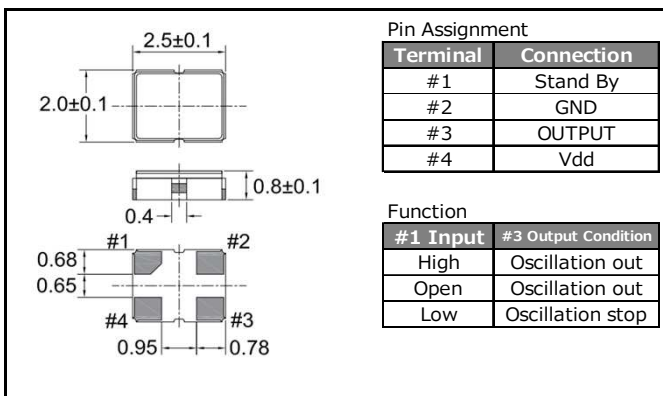 2.5±0.1
2.0±0.1
0.8±0.1
0.4
#1 #2
0.68
0.65
#4 #3
0.95 0.78
Pin Assignment
Terminal Connection
#1 Stand By
#2 GND
#3 OUTPUT
#4 Vdd
Function
#1 Input #3 Output Condition
High Oscillation out
Open Oscillation out
Low Oscillation stop